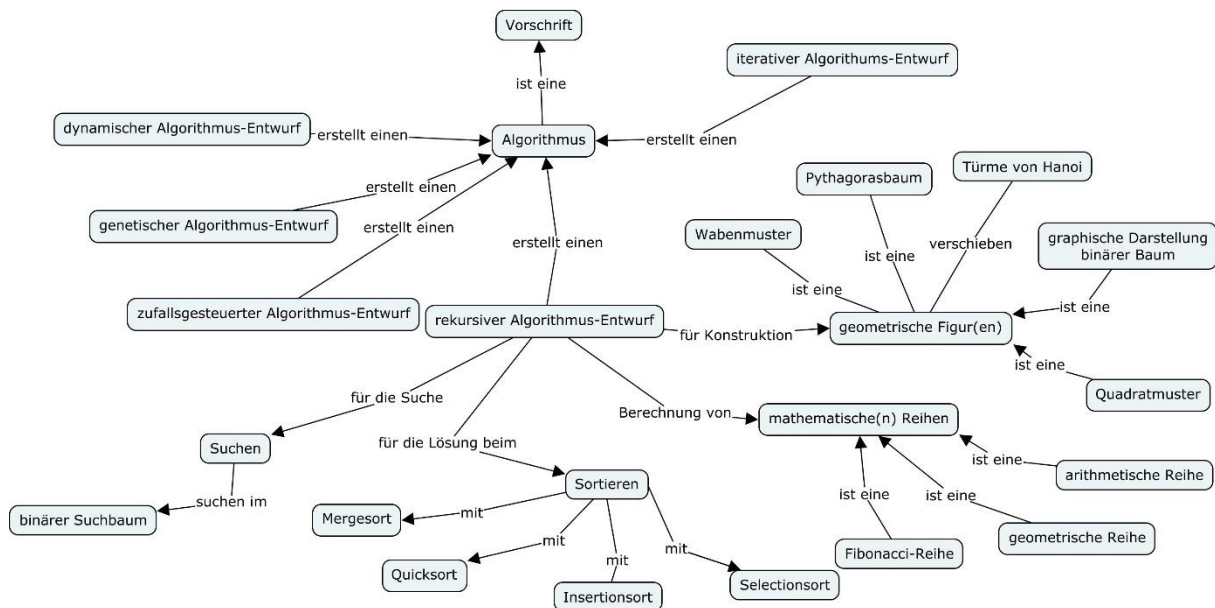 Vorschrift
iterativer Algorithums-Entwurf
ist eine
dynamischer Algorithmus-Entwurf
erstellt einen
Algorithmus
erstellt einen
Pythagorasbaum
Türme von Hanoi
erstellt einen
genetischer Algorithmus-Entwurf
erstellt einen
Wabenmuster
erstellt einen
ist eine
verschieben
graphische Darstellung
binärer Baum
ist eine
ist eine
zufallsgesteuerter Algorithmus-Entwurf
rekursiver Algorithmus-Entwurf
für Konstruktion
geometrische Figur(en)
ist eine
Quadratmuster
für die Suche
Berechnung von
mathematische(n) Reihen
Suchen
für die Lösung beim
ist eine
arithmetische Reihe
suchen im
Sortieren
ist eine
ist eine
binärer Suchbaum
Mergesort
mit
geometrische Reihe
mit
mit
mit
Fibonacci-Reihe
Quicksort
Insertionsort
Selectionsort